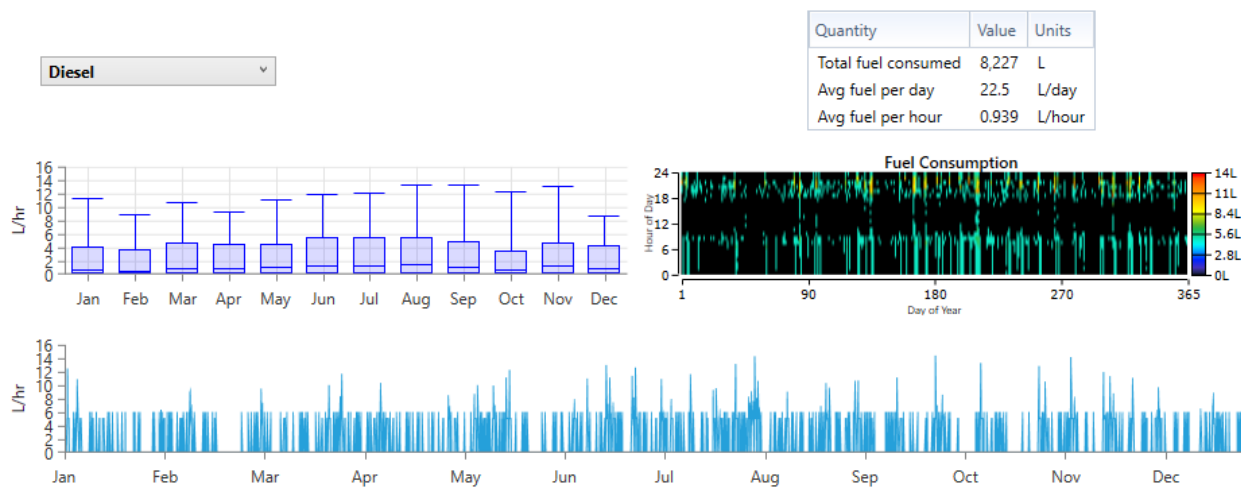 Quantity Value Units
Diesel
Total fuel consumed 8,227 L
Avg fuel per day 22.5 L/day
Avg fuel per hour 0.939 L/hour
16
14
12
10
8
6
4
2
0
L/hr
Jan Feb Mar Apr May Jun Jul Aug Sep Oct Nov Dec
Fuel Consumption
24
18
12
6
0
Hour of Day
14L
11L
8.4L
5.6L
2.8L
0L
1 90 180 270 365
Day of Year
16
14
12
10
8
6
4
2
0
L/hr
Jan Feb Mar Apr May Jun Jul Aug Sep Oct Nov Dec